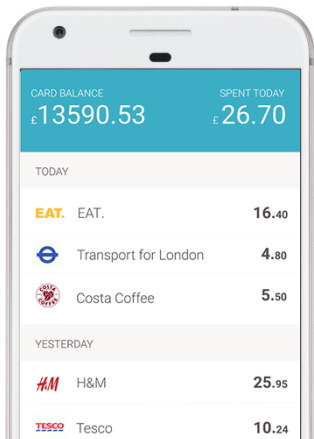 CARD BALANCE SPENT TODAY
£13590.53 £26.70
TODAY
EAT. EAT. 16.40
Transport for London 4.80
COSTA COFFEE Costa Coffee 5.50
YESTERDAY
H&M H&M 25.95
TESCO Tesco 10.24